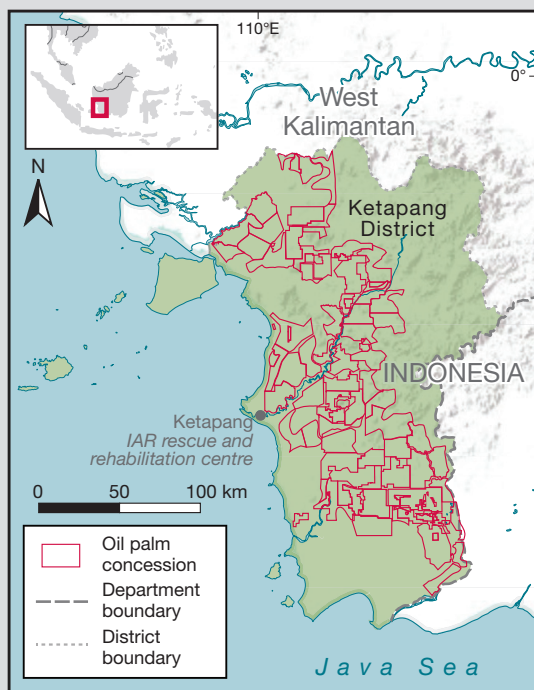 110°E
0°
West
Kalimantan
N
Ketapang
District
INDONESIA
Ketapang
IAR rescue and
rehabilitation centre
0 50 100 km
Oil palm
concession
Department
boundary
District
boundary
Java Sea